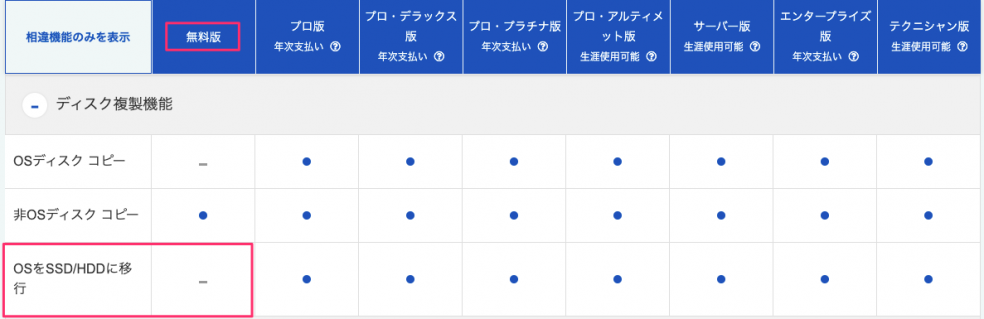 相違機能のみを表示
無料版
プロ版
年次支払い ?
プロ・デラックス
版
年次支払い ?
プロ・プラチナ版
年次支払い ?
プロ・アルティメ
ット版
生涯使用可能 ?
サーバー版
生涯使用可能 ?
エンタープライズ
版
年次支払い ?
テクニシャン版
生涯使用可能 ?
- ディスク複製機能
OSディスク コピー
–
非OSディスク コピー
OSをSSD/HDDに移
行
–